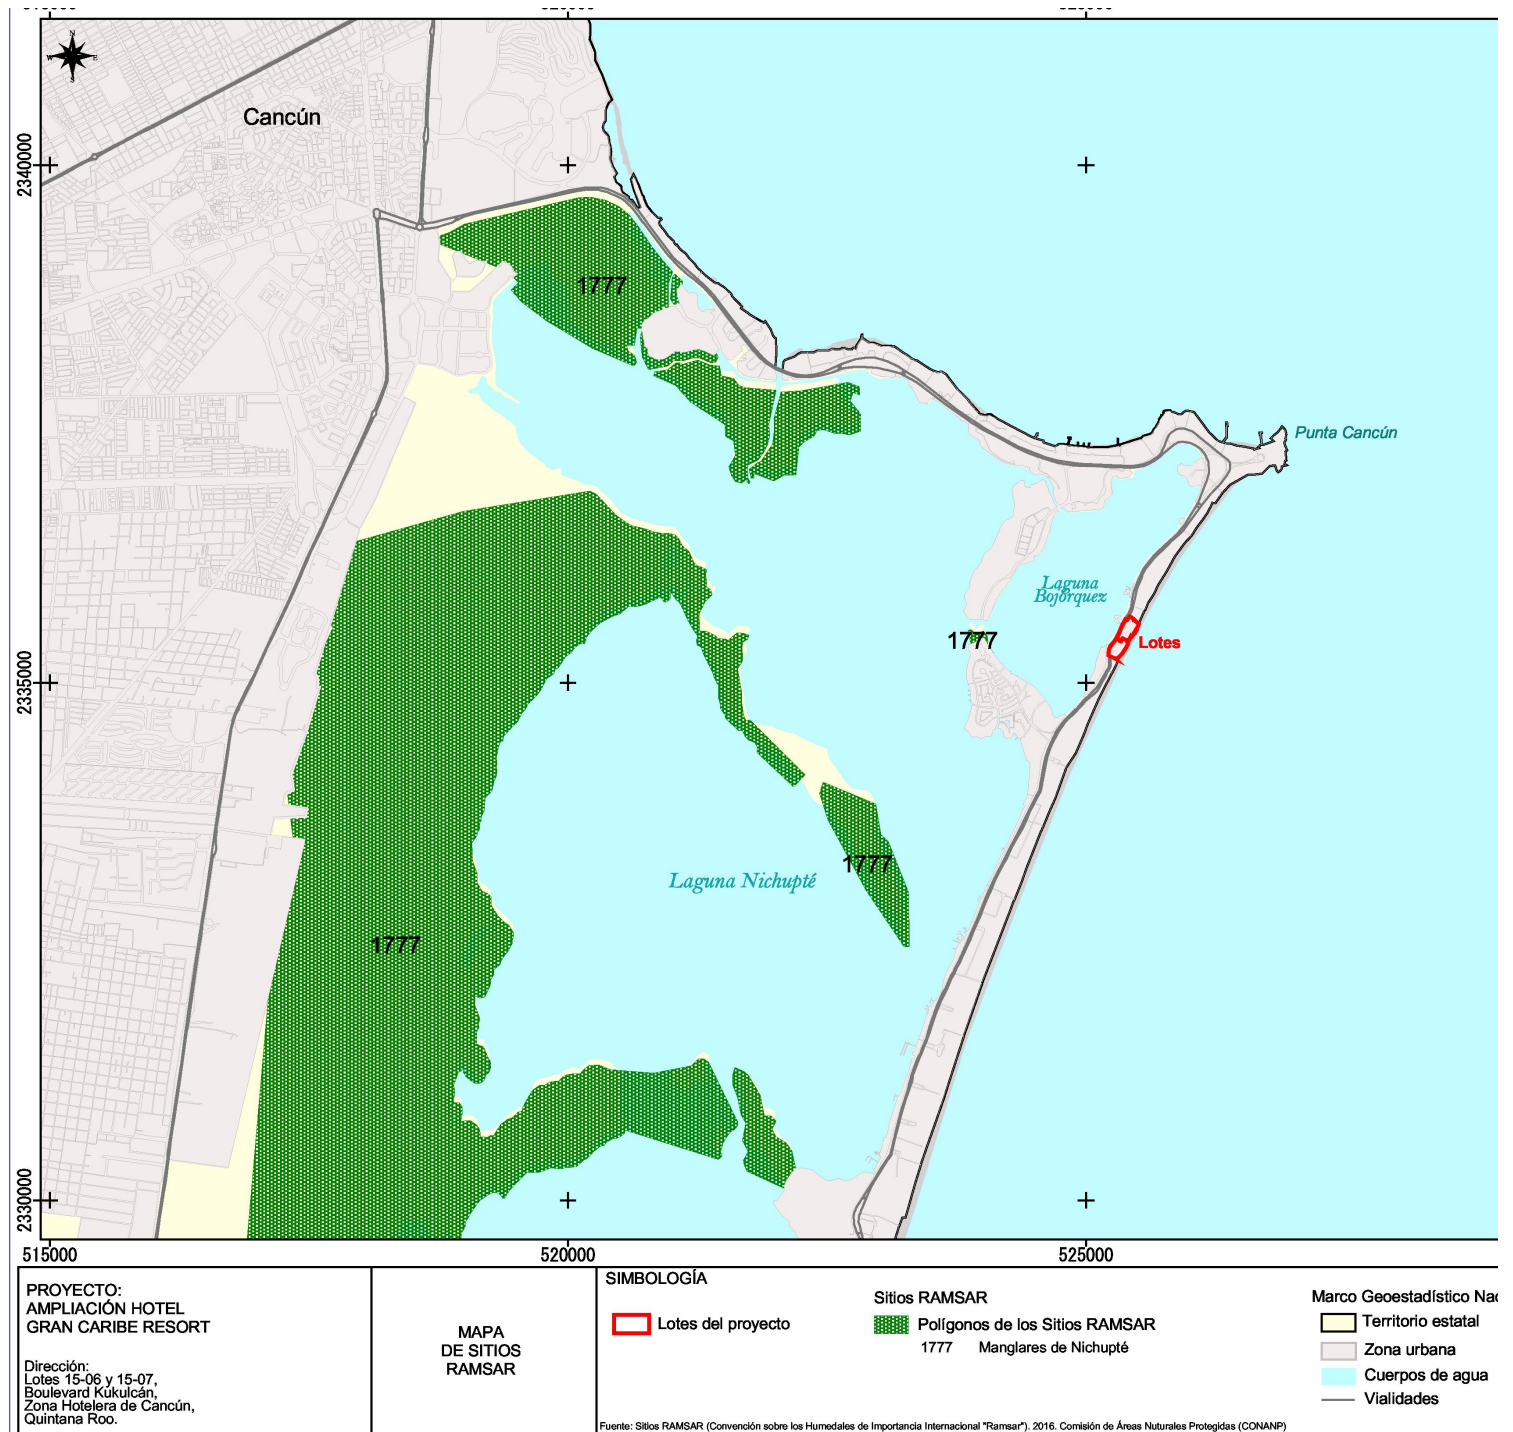 N
W
E
S
Cancún
2340000
1777
Punta Cancún
Laguna
Bojórquez
1777
Lotes
2335000
1777
Laguna Nichupté
1777
2330000
515000
520000
525000
PROYECTO:
AMPLIACIÓN HOTEL
GRAN CARIBE RESORT
Dirección:
Lotes 15-06 y 15-07,
Boulevard Kukulcán,
Zona Hotelera de Cancún,
Quintana Roo.
MAPA
DE SITIOS
RAMSAR
SIMBOLOGÍA
Lotes del proyecto
Sitios RAMSAR
Polígonos de los Sitios RAMSAR
1777 Manglares de Nichupté
Marco Geoestadístico Nac
Territorio estatal
Zona urbana
Cuerpos de agua
Vialidades
Fuente: Sitios RAMSAR (Convención sobre los Humedales de Importancia Internacional "Ramsar"). 2016. Comisión de Áreas Nuturales Protegidas (CONANP)